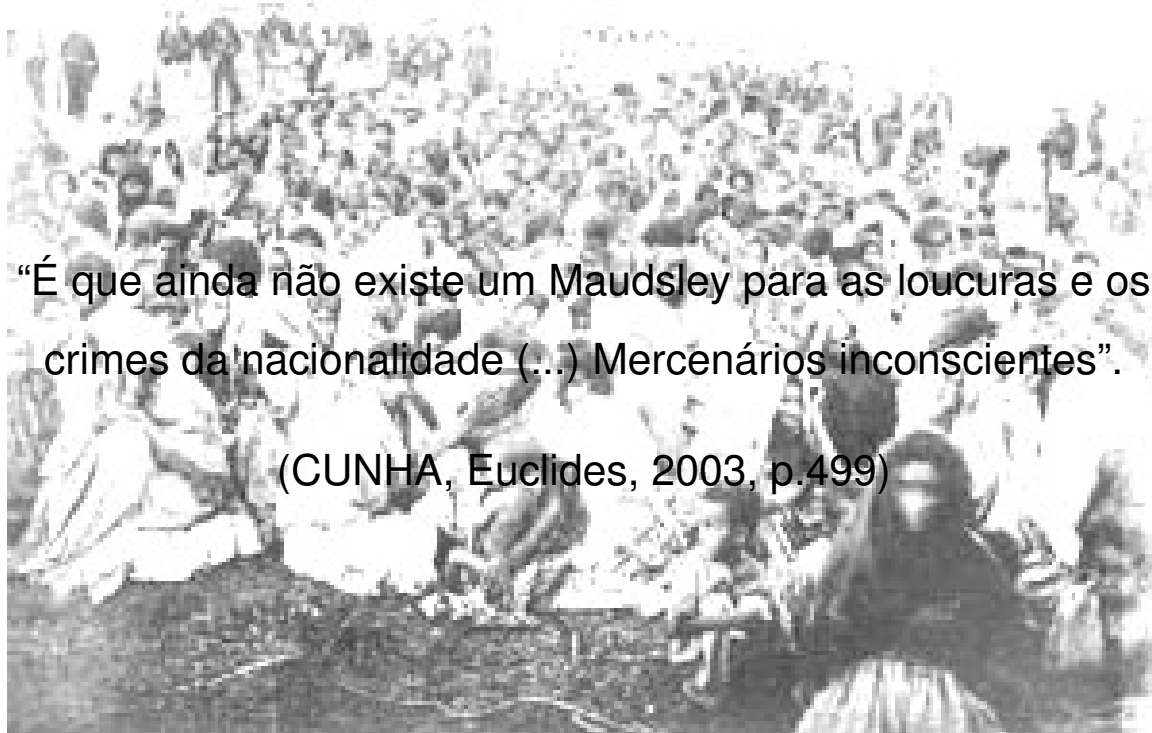 “É que ainda não existe um Maudsley para as loucuras e os
crimes da nacionalidade (...) Mercenários inconscientes”.
(CUNHA, Euclides, 2003, p.499)